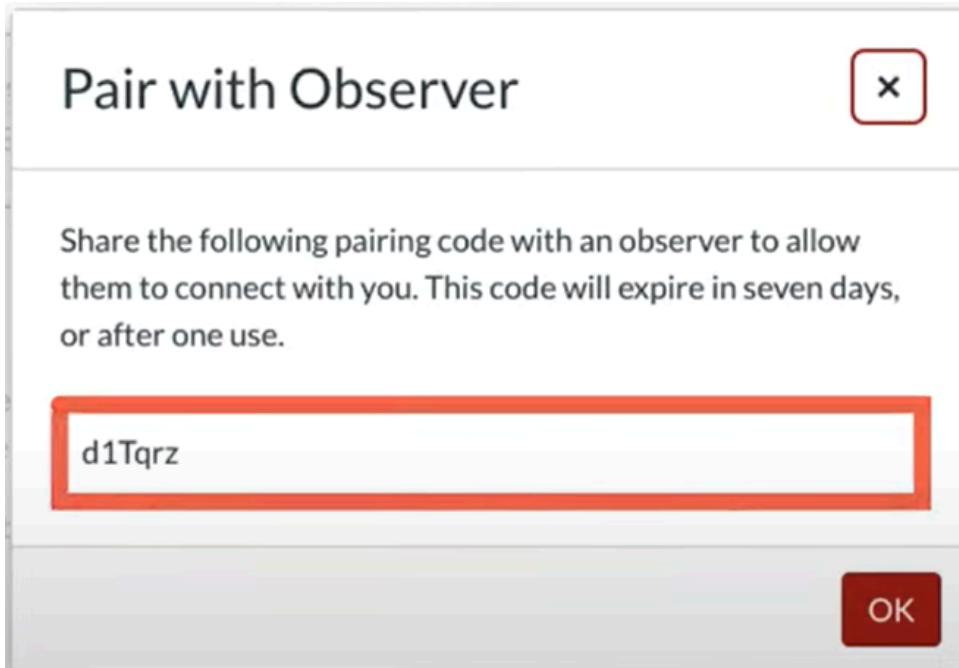 Pair with Observer
×
Share the following pairing code with an observer to allow
them to connect with you. This code will expire in seven days,
or after one use.
d1Tqrz
OK